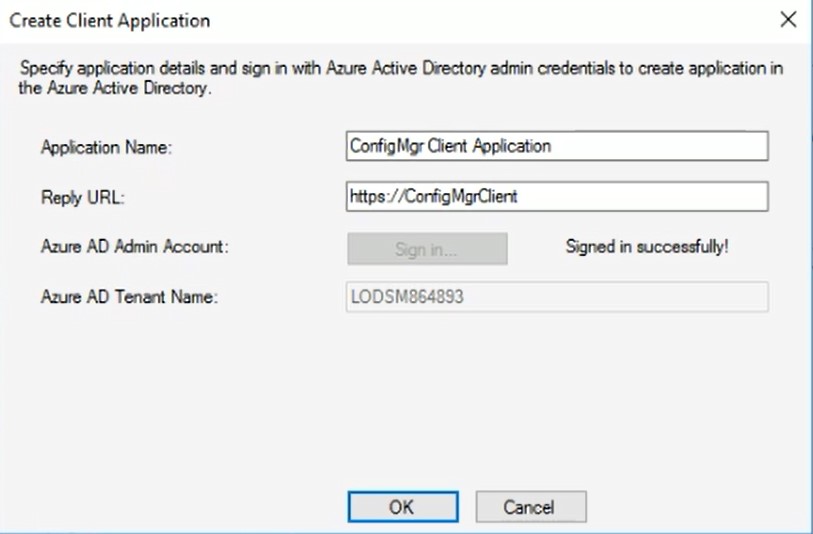 Create Client Application
Specify application details and sign in with Azure Active Directory admin credentials to create application in
the Azure Active Directory.
Application Name: ConfigMgr Client Application
Reply URL: https://ConfigMgrClient
Azure AD Admin Account: Sign in... Signed in successfully!
Azure AD Tenant Name: LODSM864893
OK Cancel